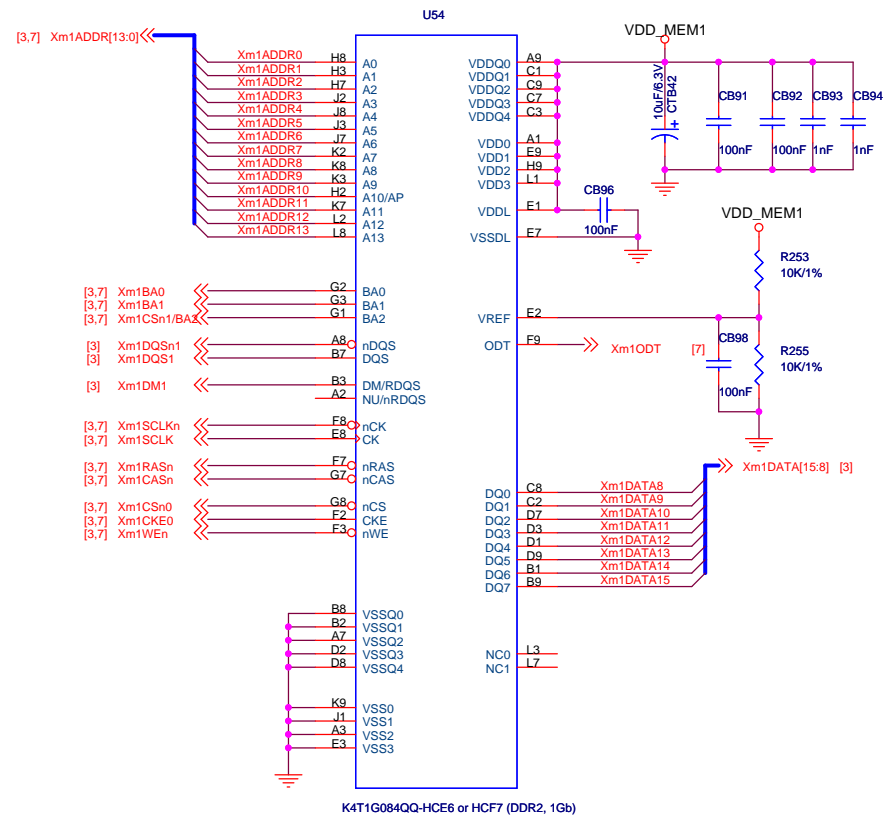 U54
[3,7] Xm1ADDR[13:0]
Xm1ADDR0 H8 A0
Xm1ADDR1 H3 A1
Xm1ADDR2 H7 A2
Xm1ADDR3 J2 A3
Xm1ADDR4 J8 A4
Xm1ADDR5 J3 A5
Xm1ADDR6 J7 A6
Xm1ADDR7 K2 A7
Xm1ADDR8 K8 A8
Xm1ADDR9 K3 A9
Xm1ADDR10 H2 A10/AP
Xm1ADDR11 K7 A11
Xm1ADDR12 L2 A12
Xm1ADDR13 L8 A13
[3,7] Xm1BA0 G2 BA0
[3,7] Xm1BA1 G3 BA1
[3,7] Xm1CSn1/BA2 G1 BA2
[3] Xm1DQSn1 A8 nDQS
[3] Xm1DQS1 B7 DQS
[3] Xm1DM1 B3 DM/RDQS
A2 NU/nRDQS
[3,7] Xm1SCLKn F8 nCK
[3,7] Xm1SCLK E8 CK
[3,7] Xm1RASn F7 nRAS
[3,7] Xm1CASn G7 nCAS
[3,7] Xm1CSn0 G8 nCS
[3,7] Xm1CKE0 F2 CKE
[3,7] Xm1WEn F3 nWE
B8 VSSQ0
B2 VSSQ1
A7 VSSQ2
D2 VSSQ3
D8 VSSQ4
K9 VSS0
J1 VSS1
A3 VSS2
E3 VSS3
VDDQ0 A9
VDDQ1 C1
VDDQ2 C9
VDDQ3 C7
VDDQ4 C3
VDD0 A1
VDD1 E9
VDD2 H9
VDD3 L1
VDDL E1
VSSDL E7
VREF E2
ODT F9 Xm1ODT [7]
DQ0 C8 Xm1DATA8
DQ1 C2 Xm1DATA9
DQ2 D7 Xm1DATA10
DQ3 D3 Xm1DATA11
DQ4 D1 Xm1DATA12
DQ5 D9 Xm1DATA13
DQ6 B1 Xm1DATA14
DQ7 B9 Xm1DATA15
Xm1DATA[15:8] [3]
NC0 L3
NC1 L7
VDD_MEM1
10uF/6.3V
CTB42
+
CB91
100nF
CB92
100nF
CB93
1nF
CB94
1nF
CB96
100nF
VDD_MEM1
R253
10K/1%
CB98
100nF
R255
10K/1%
K4T1G084QQ-HCE6 or HCF7 (DDR2, 1Gb)